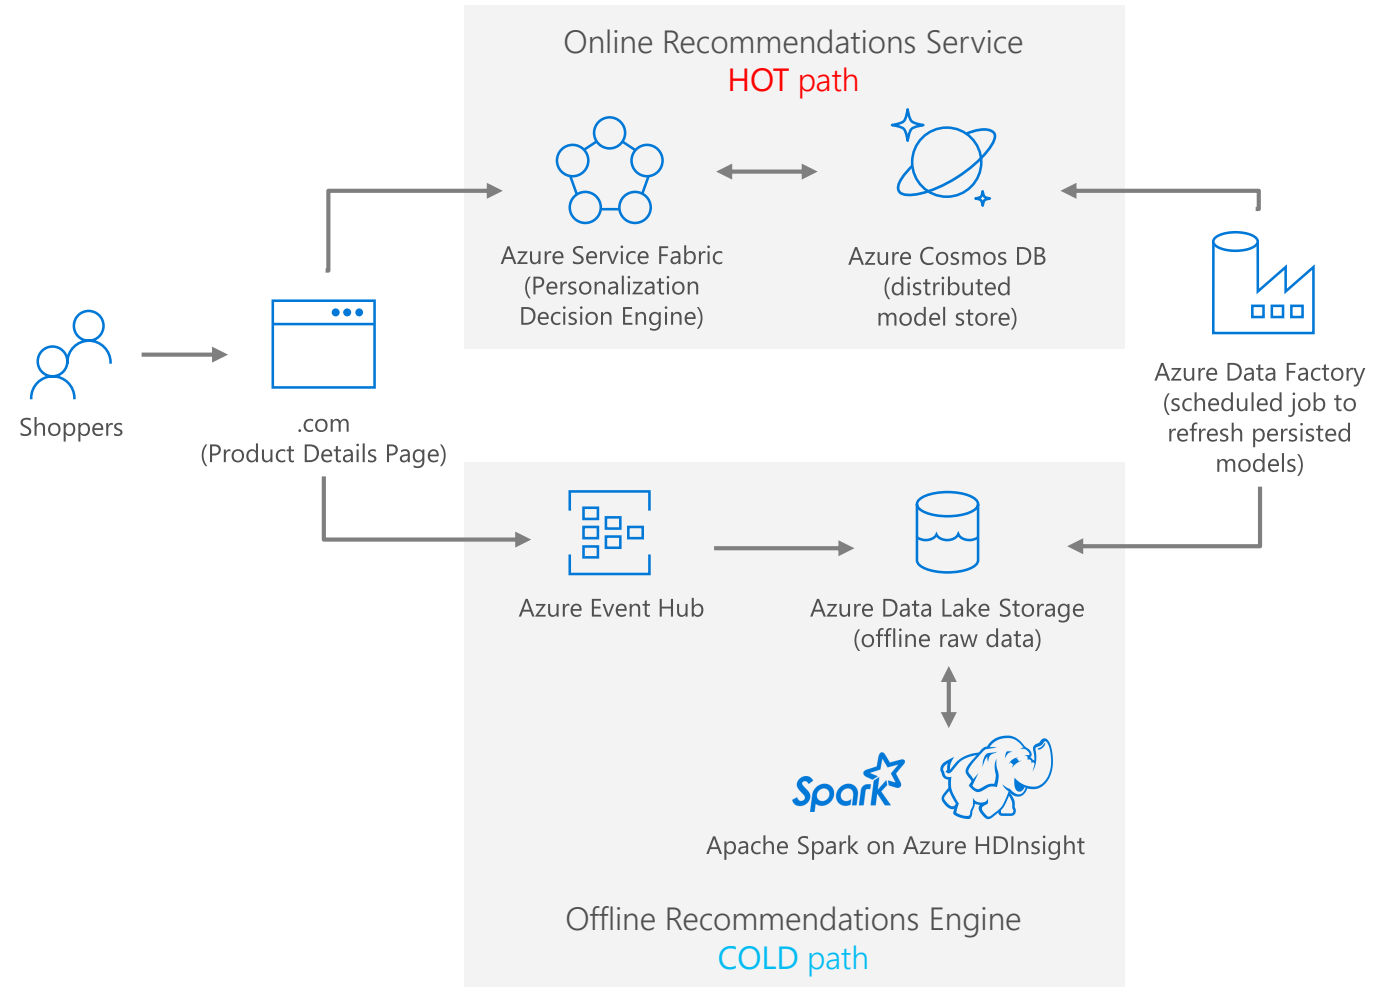 Online Recommendations Service
HOT path
Azure Service Fabric
(Personalization
Decision Engine)
Azure Cosmos DB
(distributed
model store)
Shoppers
.com
(Product Details Page)
Azure Data Factory
(scheduled job to
refresh persisted
models)
Azure Event Hub
Azure Data Lake Storage
(offline raw data)
Spark
Apache Spark on Azure HDInsight
Offline Recommendations Engine
COLD path